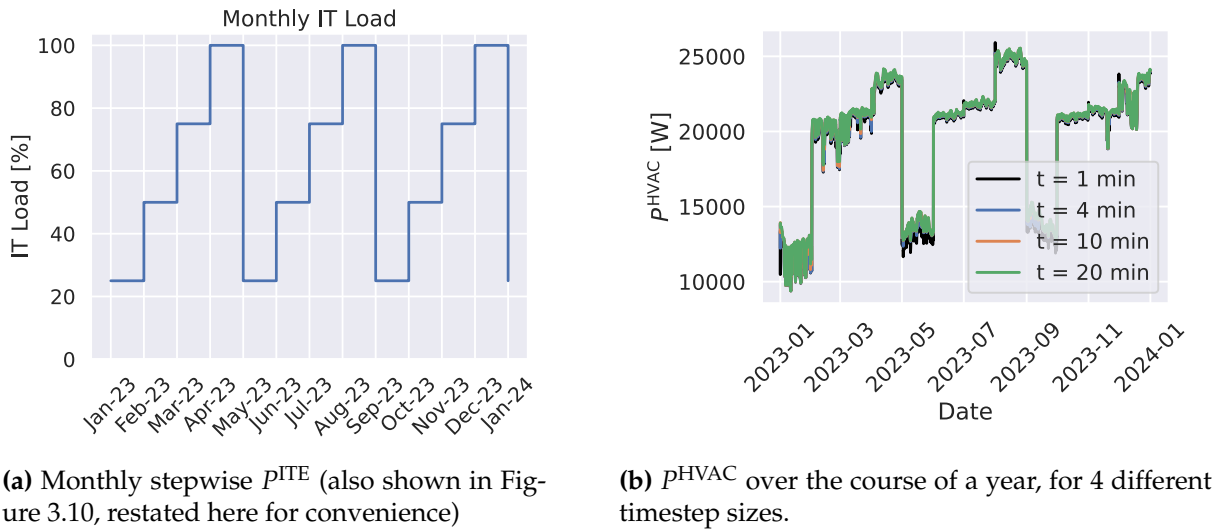 Monthly IT Load
100
80
60
40
20
0
IT Load [%]
Jan-23
Feb-23
Mar-23
Apr-23
May-23
Jun-23
Jul-23
Aug-23
Sep-23
Oct-23
Nov-23
Dec-23
Jan-24
(a) Monthly stepwise P^ITE (also shown in Fig-
ure 3.10, restated here for convenience)
25000
20000
15000
10000
P^HVAC [W]
t = 1 min
t = 4 min
t = 10 min
t = 20 min
2023-01
2023-03
2023-05
2023-07
2023-09
2023-11
2024-01
Date
(b) P^HVAC over the course of a year, for 4 different
timestep sizes.